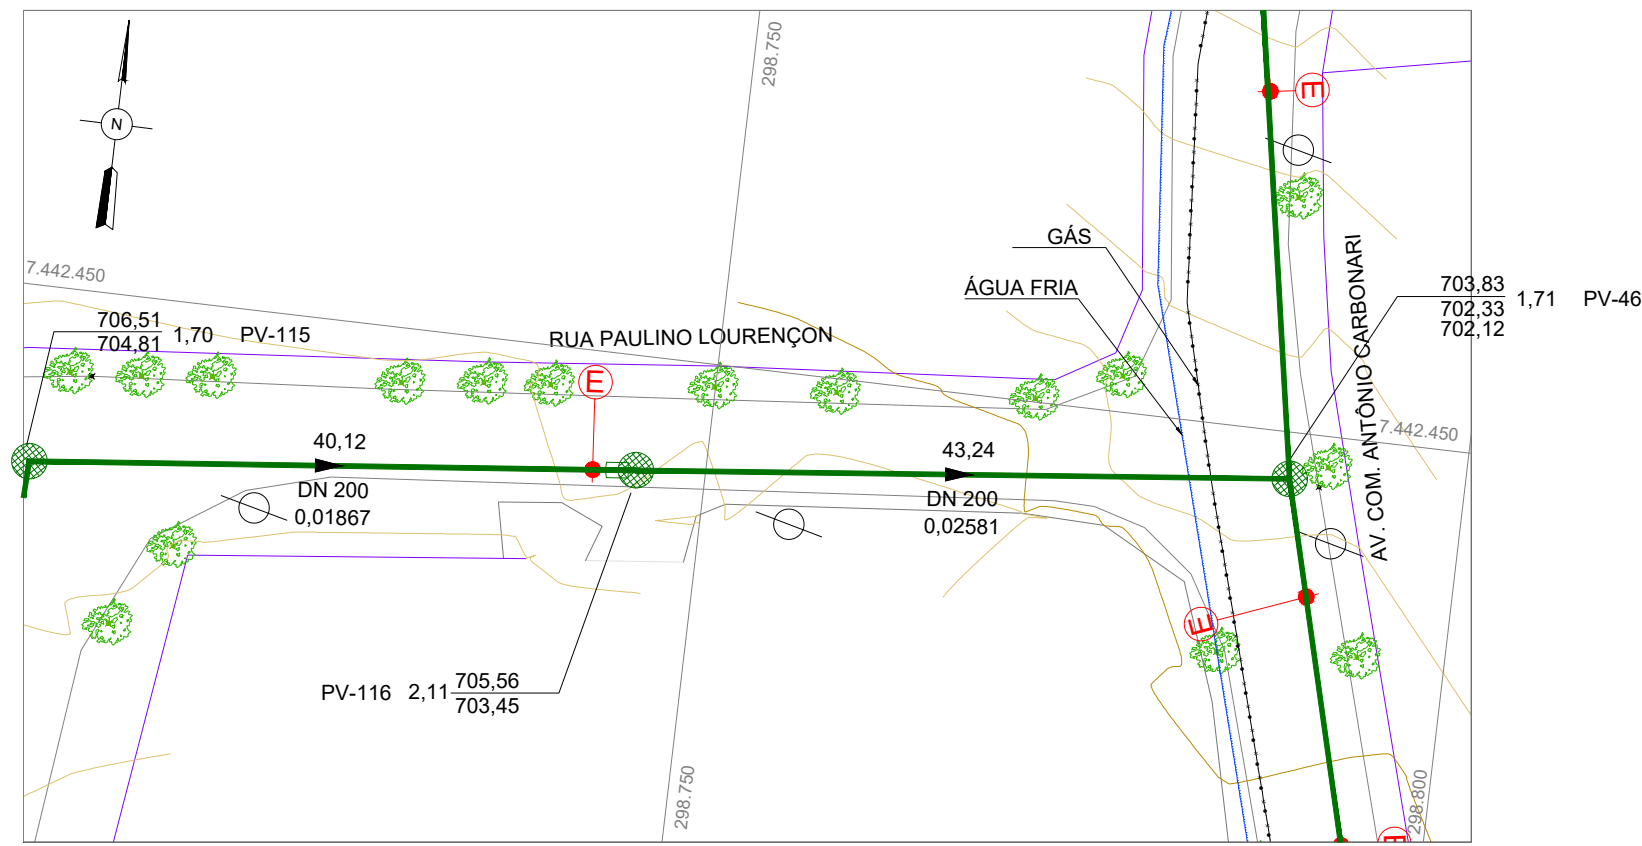 298.750
E
N
GÁS
7.442.450
ÁGUA FRIA
703,83
702,33
702,12
1,71 PV-46
706,51
704,81
1,70 PV-115
RUA PAULINO LOURENÇON
AV. COM. ANTÔNIO CARBONARI
E
7.442.450
40,12
DN 200
0,01867
43,24
DN 200
0,02581
E
PV-116 2,11
705,56
703,45
298.750
298.800
E